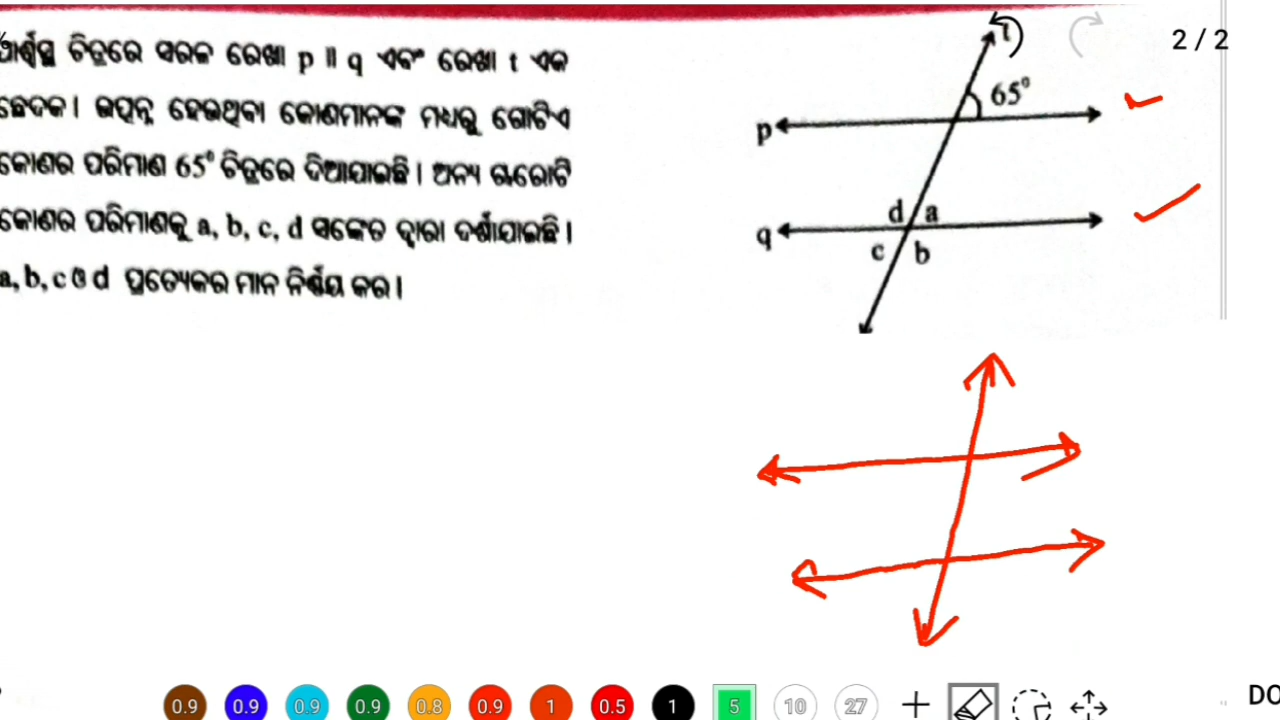 ପାର୍ଶ୍ୱସ୍ଥ ଚିତ୍ରରେ ସରଳ ରେଖା p ॥ q ଏବଂ ରେଖା t ଏକ
ଛେଦକ। ଉତ୍ପନ୍ନ ହେଉଥିବା କୋଣମାନଙ୍କ ମଧ୍ୟରୁ ଗୋଟିଏ
କୋଣର ପରିମାଣ 65° ଚିତ୍ରରେ ଦିଆଯାଇଛି। ଅନ୍ୟ ଚାରୋଟି
କୋଣର ପରିମାଣକୁ a, b, c, d ସଙ୍କେତ ଦ୍ୱାରା ଦର୍ଶାଯାଇଛି।
a, b, c ଓ d ପ୍ରତ୍ୟେକର ମାନ ନିର୍ଣ୍ଣୟ କର।
t
2 / 2
65°
p
d a
q
c b
0.9 0.9 0.9 0.9 0.8 0.9 1 0.5 1 5 10 27